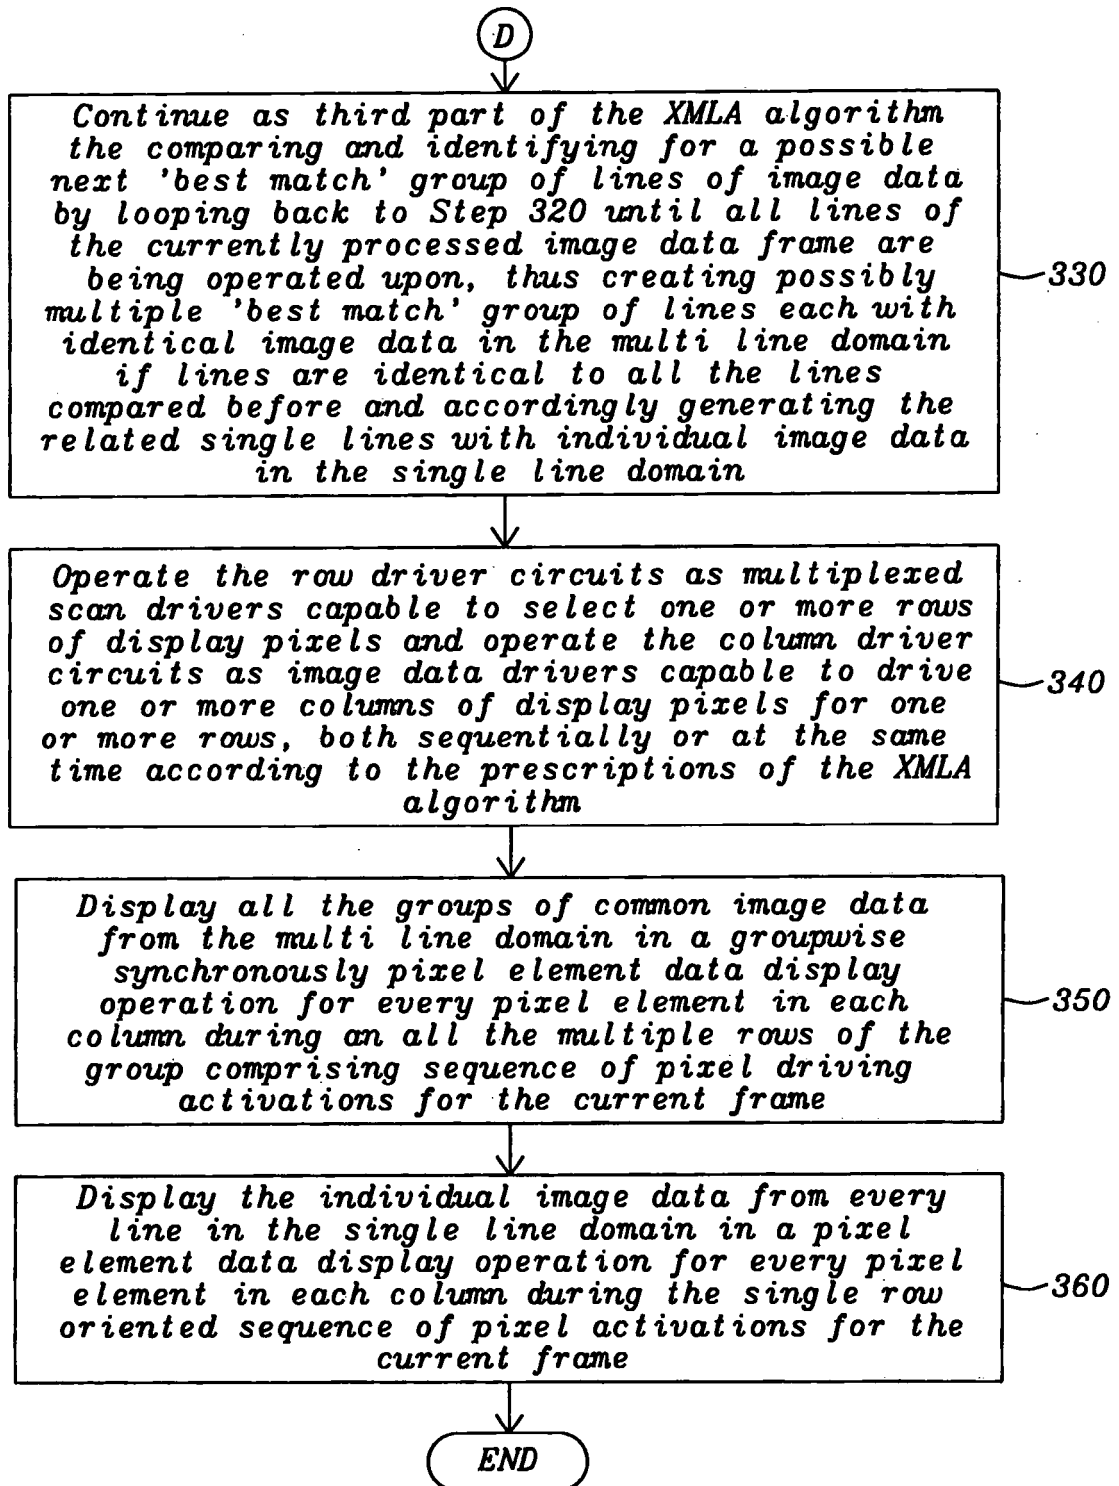 D
Continue as third part of the XMLA algorithm
the comparing and identifying for a possible
next 'best match' group of lines of image data
by looping back to Step 320 until all lines of
the currently processed image data frame are
being operated upon, thus creating possibly
multiple 'best match' group of lines each with
identical image data in the multi line domain
if lines are identical to all the lines
compared before and accordingly generating the
related single lines with individual image data
in the single line domain
330
Operate the row driver circuits as multiplexed
scan drivers capable to select one or more rows
of display pixels and operate the column driver
circuits as image data drivers capable to drive
one or more columns of display pixels for one
or more rows, both sequentially or at the same
time according to the prescriptions of the XMLA
algorithm
340
Display all the groups of common image data
from the multi line domain in a groupwise
synchronously pixel element data display
operation for every pixel element in each
column during an all the multiple rows of the
group comprising sequence of pixel driving
activations for the current frame
350
Display the individual image data from every
line in the single line domain in a pixel
element data display operation for every pixel
element in each column during the single row
oriented sequence of pixel activations for the
current frame
360
END